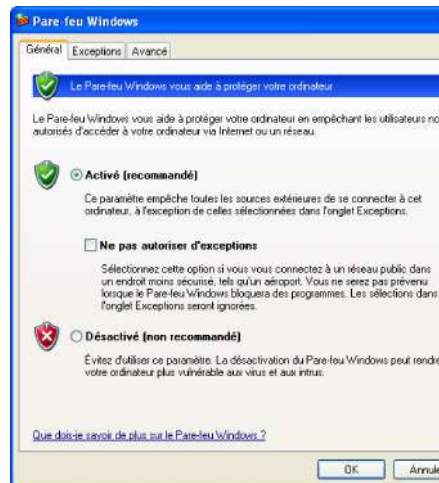 Pare-feu Windows
Général Exceptions Avancé
Le Pare-feu Windows vous aide à protéger votre ordinateur
Le Pare-feu Windows vous aide à protéger votre ordinateur en empêchant les utilisateurs no
autorisés d'accéder à votre ordinateur via Internet ou un réseau.
Activé (recommandé)
Ce paramètre empêche toutes les sources extérieures de se connecter à cet
ordinateur, à l'exception de celles sélectionnées dans l'onglet Exceptions.
Ne pas autoriser d'exceptions
Sélectionnez cette option si vous vous connectez à un réseau public dans
un endroit moins sécurisé, tels qu'un aéroport. Vous ne serez pas prévenu
lorsque le Pare-feu Windows bloquera des programmes. Les sélections dans
l'onglet Exceptions seront ignorées.
Désactivé (non recommandé)
Évitez d'utiliser ce paramètre. La désactivation du Pare-feu Windows peut rendre
votre ordinateur plus vulnérable aux virus et aux intrus.
Que dois-je savoir de plus sur le Pare-feu Windows ?
OK Annule